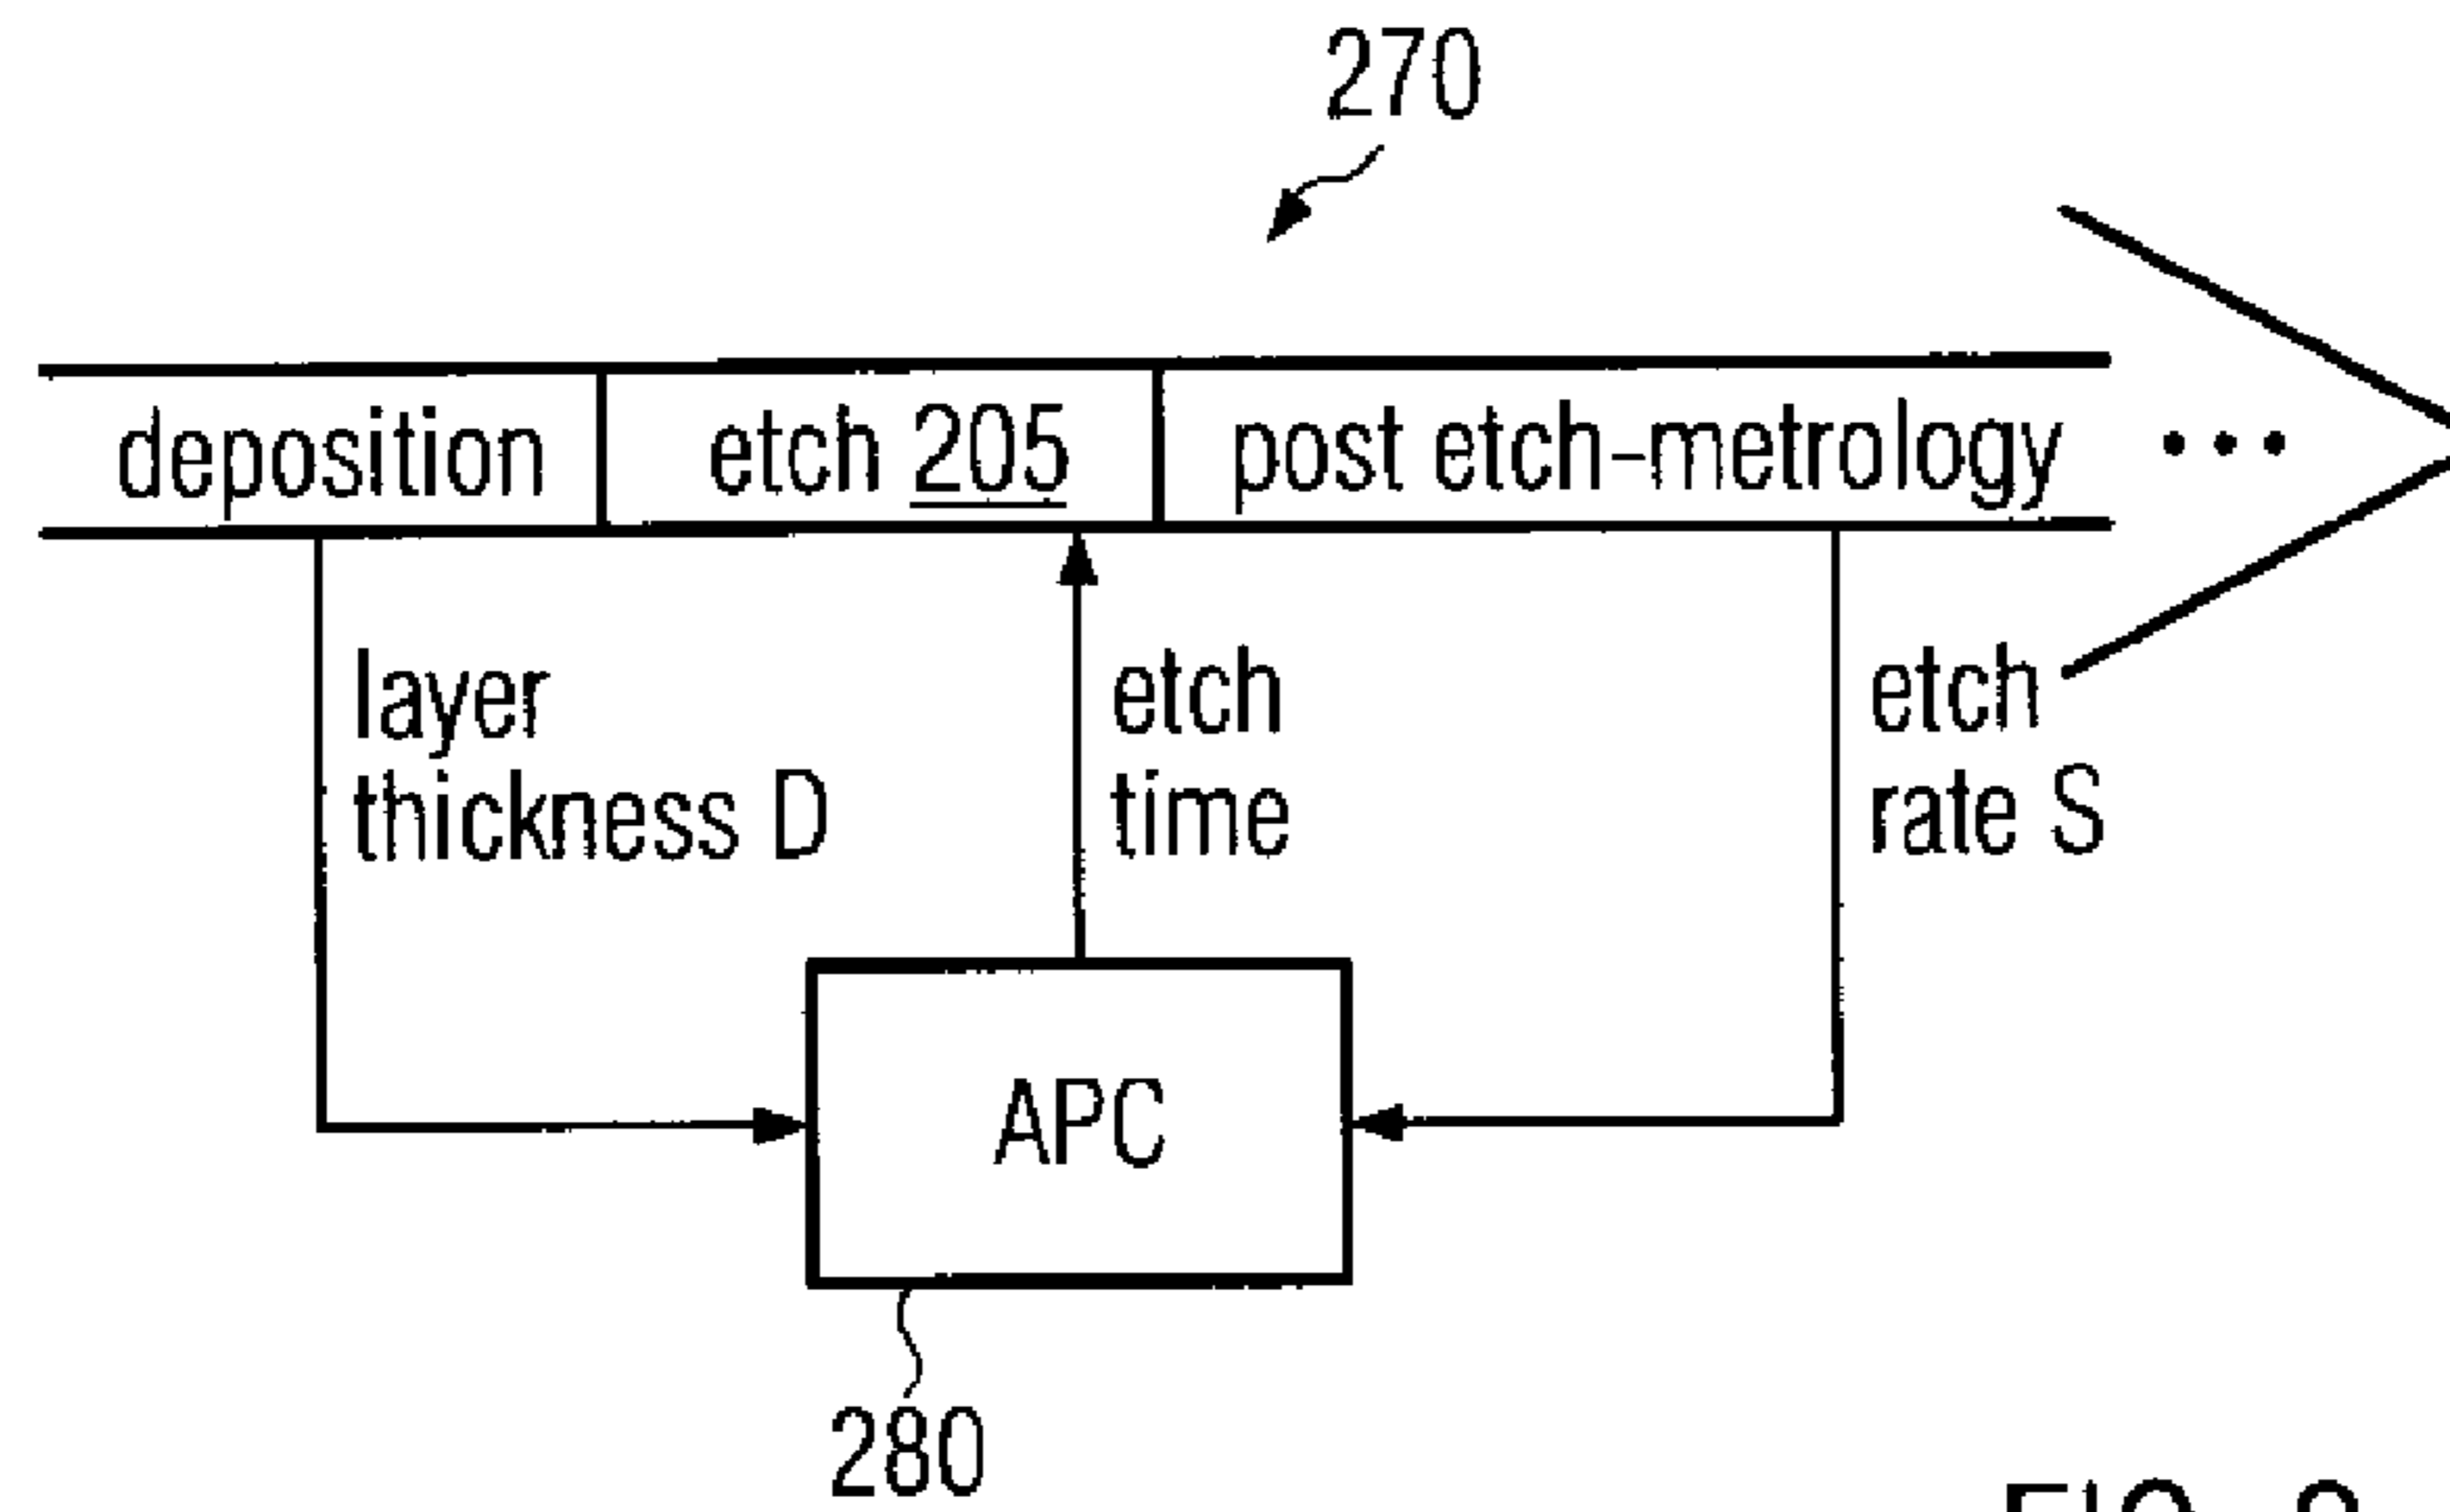 270
deposition
etch 205
post etch-metrology
...
layer
thickness D
etch
time
etch
rate S
APC
280